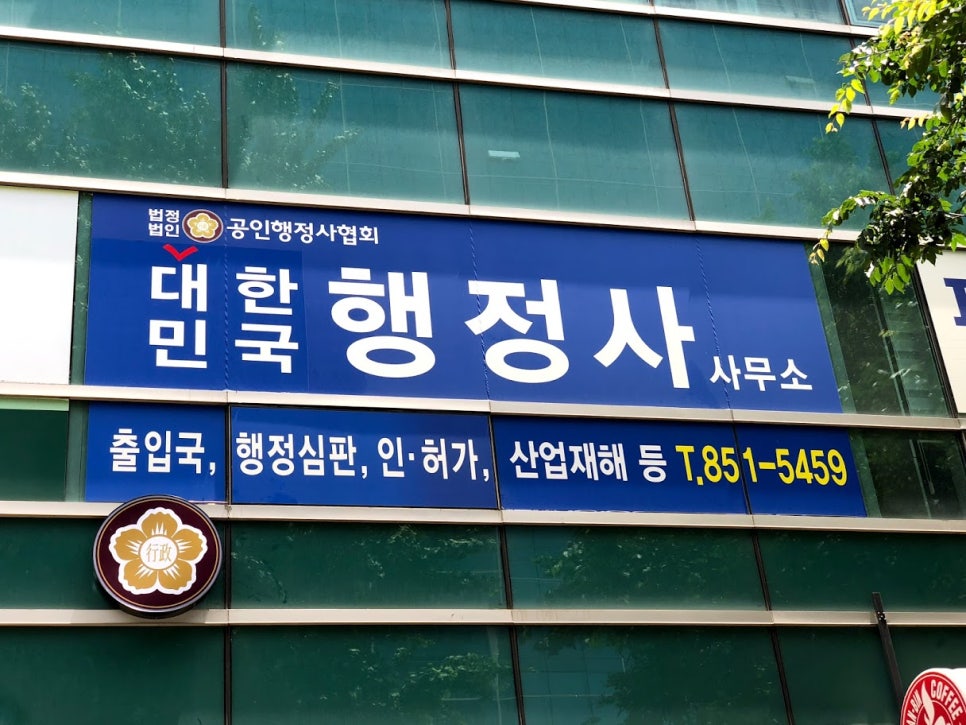 법정
법인 공인행정사협회
대한
민국 행정사 사무소
출입국, 행정심판, 인·허가, 산업재해 등 T.851-5459
行政
COFFEE